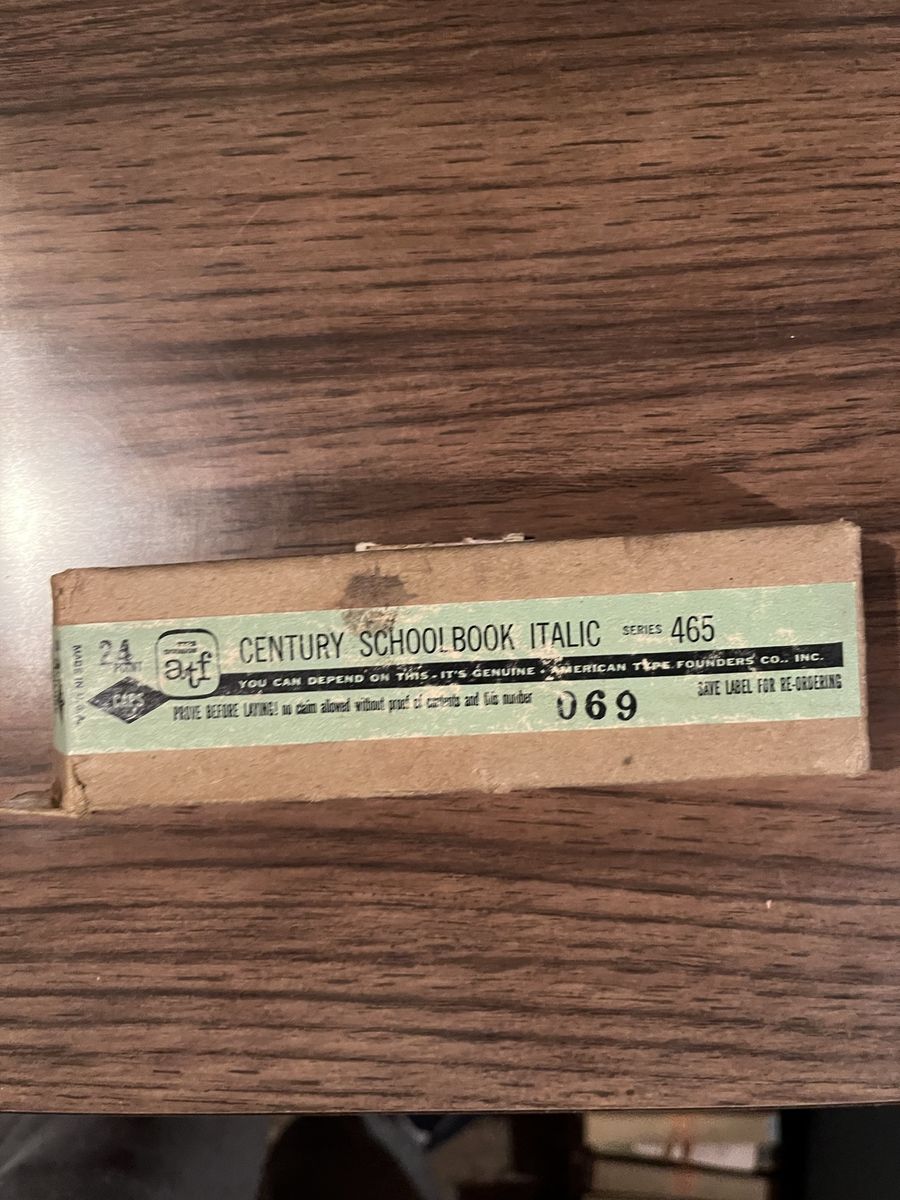 MADE IN U.S.A.
24
POINT
CAPS
atf
CENTURY SCHOOLBOOK ITALIC SERIES 465
YOU CAN DEPEND ON THIS - IT'S GENUINE • AMERICAN TYPE FOUNDERS CO., INC.
PROVE BEFORE LAYING! no claim allowed without proof of contents and this number
069
SAVE LABEL FOR RE-ORDERING